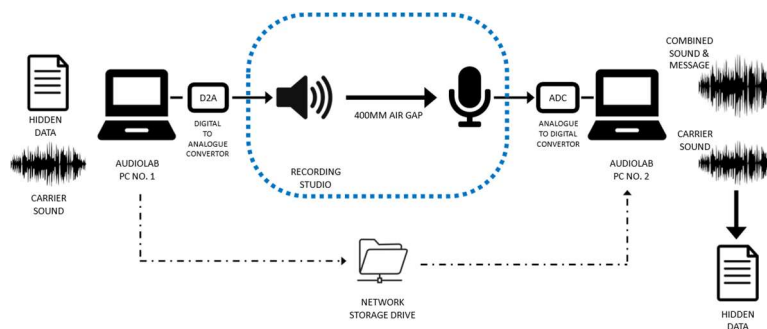 HIDDEN
DATA
CARRIER
SOUND
AUDIOLAB
PC NO. 1
D2A
DIGITAL
TO
ANALOGUE
CONVERTOR
RECORDING
STUDIO
400MM AIR GAP
ADC
ANALOGUE
TO DIGITAL
CONVERTOR
AUDIOLAB
PC NO. 2
COMBINED
SOUND &
MESSAGE
CARRIER
SOUND
NETWORK
STORAGE DRIVE
HIDDEN
DATA